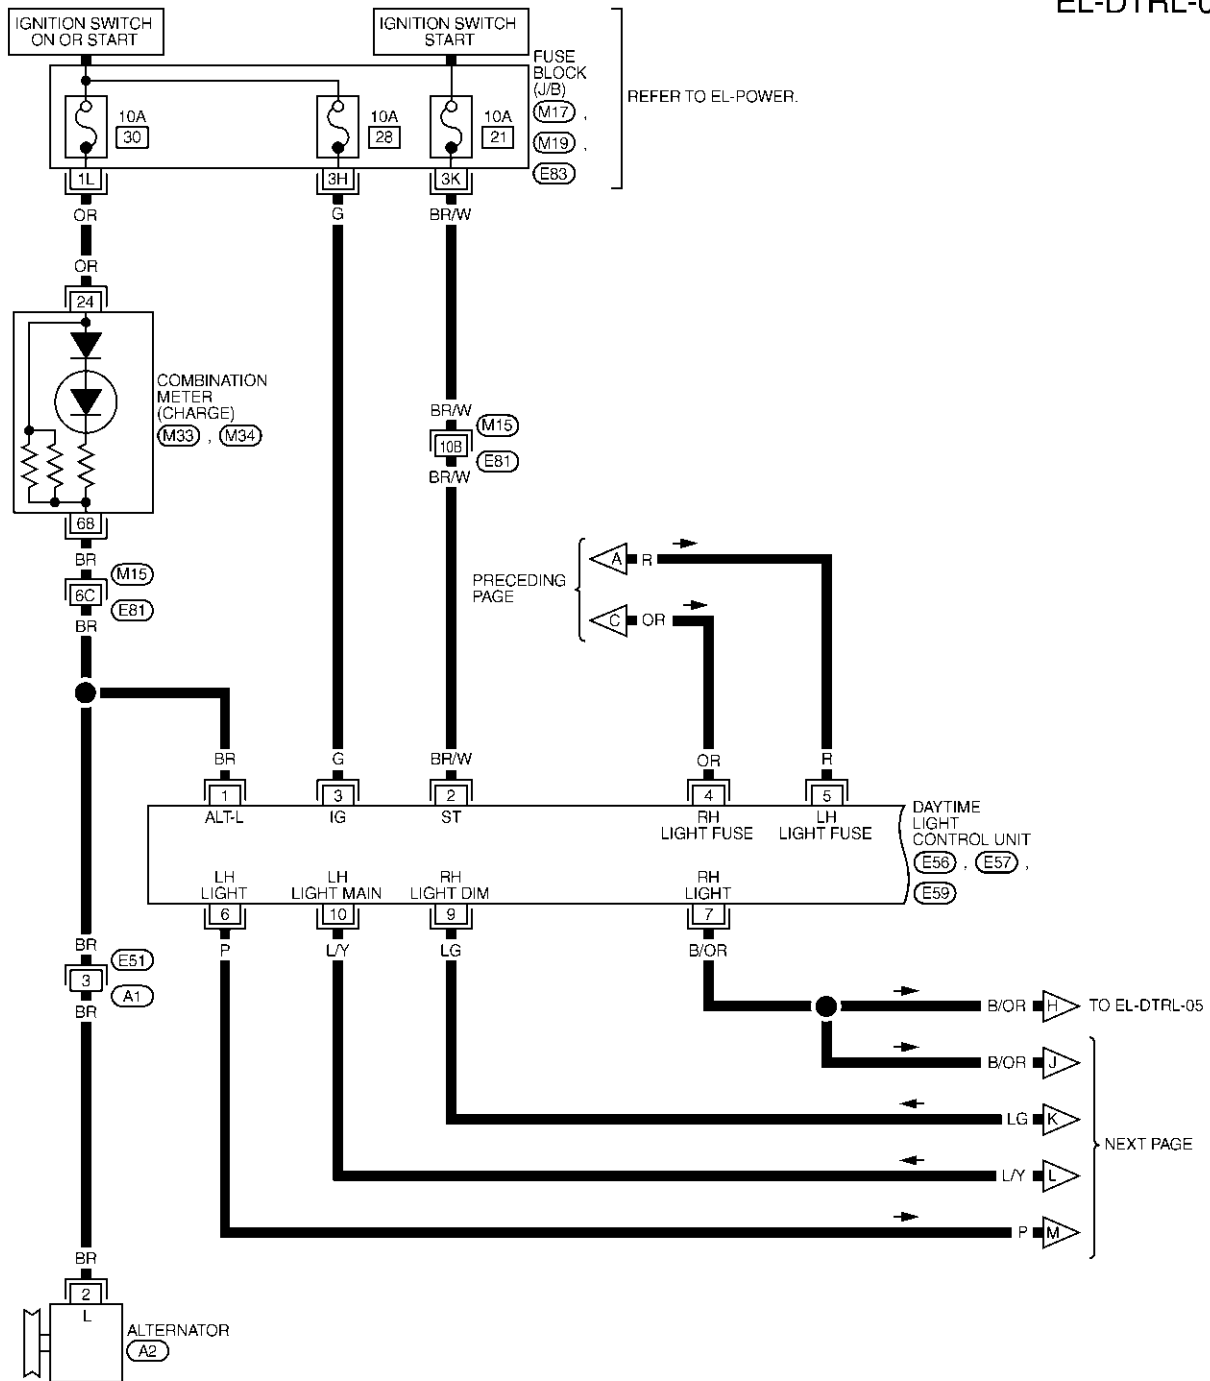 EL-DTRL-0
IGNITION SWITCH
ON OR START
IGNITION SWITCH
START
FUSE
BLOCK
(J/B)
M17 ,
M19 ,
E83
REFER TO EL-POWER.
10A
30
10A
28
10A
21
1L
3H
3K
OR
G
BR/W
OR
24
COMBINATION
METER
(CHARGE)
M33 , M34
BR/W
M15
10B
E81
BR/W
68
BR
M15
6C
E81
BR
PRECEDING
PAGE
A
R
C
OR
BR
G
BR/W
OR
R
1
3
2
4
5
ALT-L
IG
ST
RH
LIGHT FUSE
LH
LIGHT FUSE
DAYTIME
LIGHT
CONTROL UNIT
E56 , E57 ,
E59
LH
LIGHT
LH
LIGHT MAIN
RH
LIGHT DIM
RH
LIGHT
6
10
9
7
P
L/Y
LG
B/OR
BR
E51
3
A1
BR
B/OR
H
TO EL-DTRL-05
B/OR
J
LG
K
NEXT PAGE
L/Y
L
P
M
BR
2
L
ALTERNATOR
A2